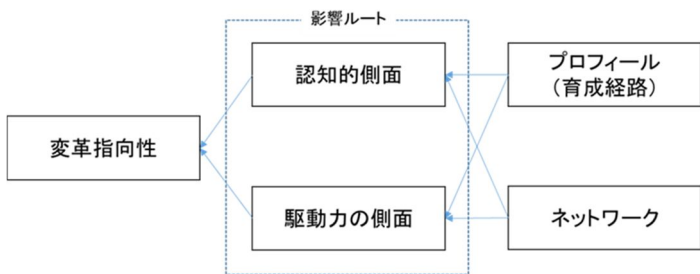 影響ルート
認知的側面
プロフィール
（育成経路）
変革指向性
駆動力の側面
ネットワーク